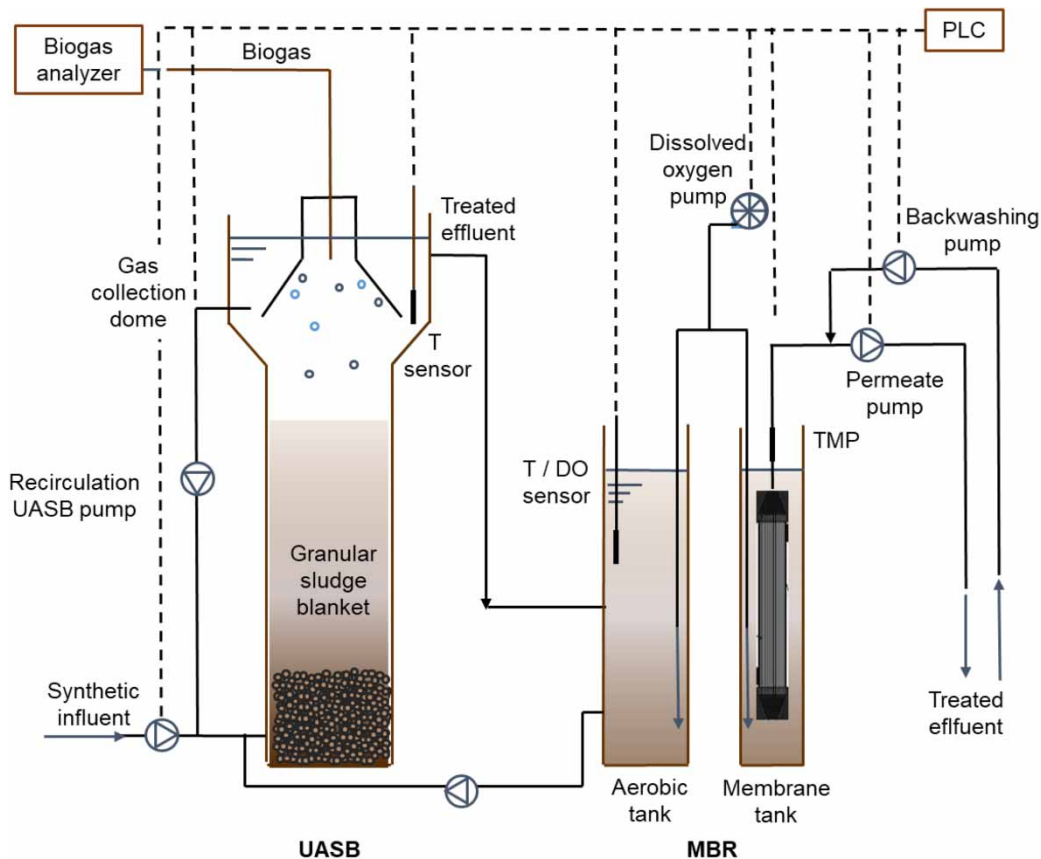 Biogas
analyzer
Biogas
PLC
Dissolved
oxygen
pump
Treated
effluent
Backwashing
pump
Gas
collection
dome
T
sensor
Permeate
pump
TMP
T / DO
sensor
Recirculation
UASB pump
Granular
sludge
blanket
Synthetic
influent
Treated
eflfuent
Aerobic
tank
Membrane
tank
UASB
MBR